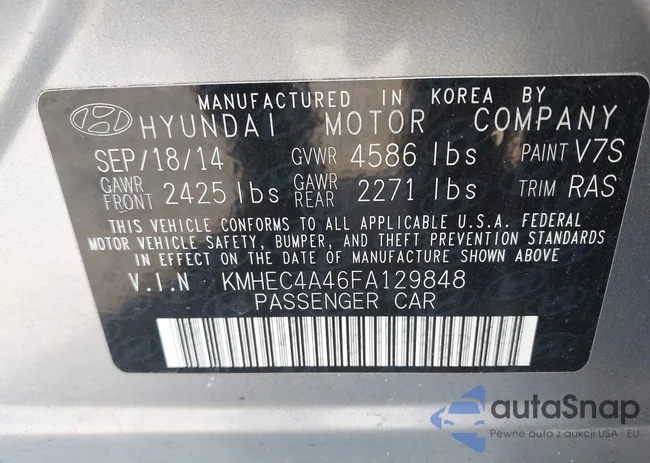 MANUFACTURED IN KOREA BY
HYUNDAI MOTOR COMPANY
SEP/18/14 GVWR 4586 lbs PAINT V7S
GAWR FRONT 2425 lbs GAWR REAR 2271 lbs TRIM RAS
THIS VEHICLE CONFORMS TO ALL APPLICABLE U.S.A. FEDERAL
MOTOR VEHICLE SAFETY, BUMPER, AND THEFT PREVENTION STANDARDS
IN EFFECT ON THE DATE OF MANUFACTURE SHOWN ABOVE
V.I.N KMHEC4A46FA129848
PASSENGER CAR
autaSnap
Pewne auto z aukcji USA i EU